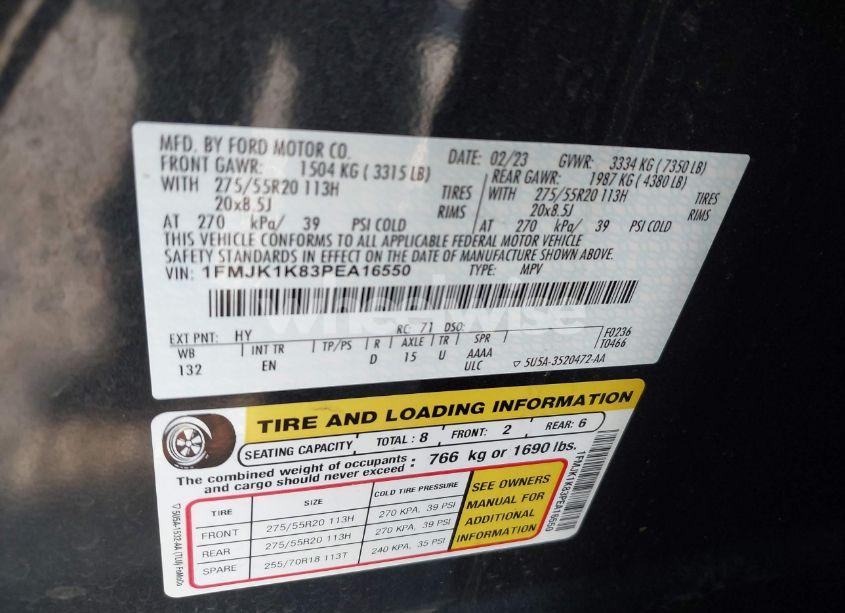 MFD. BY FORD MOTOR CO.
DATE: 02/23 GVWR: 3334 KG ( 7350 LB)
FRONT GAWR: 1504 KG ( 3315 LB)
REAR GAWR: 1987 KG ( 4380 LB)
WITH 275/55R20 113H TIRES
WITH 275/55R20 113H TIRES
20x8.5J RIMS
20x8.5J RIMS
AT 270 kPa/ 39 PSI COLD
AT 270 kPa/ 39 PSI COLD
THIS VEHICLE CONFORMS TO ALL APPLICABLE FEDERAL MOTOR VEHICLE
SAFETY STANDARDS IN EFFECT ON THE DATE OF MANUFACTURE SHOWN ABOVE.
VIN: 1FMJK1K83PEA16550 TYPE: MPV
wheelwise
EXT PNT: HY RC: 71 DSO:
F0236
T0466
WB INT TR TP/PS R AXLE TR SPR
132 EN D 15 U AAAA
ULC
▽ 5U5A-3520472-AA
TIRE AND LOADING INFORMATION
SEATING CAPACITY TOTAL : 8 FRONT: 2 REAR: 6
The combined weight of occupants
and cargo should never exceed : 766 kg or 1690 lbs.
TIRE SIZE COLD TIRE PRESSURE
FRONT 275/55R20 113H 270 KPA, 39 PSI
REAR 275/55R20 113H 270 KPA, 39 PSI
SPARE 255/70R18 113T 240 KPA, 35 PSI
SEE OWNERS
MANUAL FOR
ADDITIONAL
INFORMATION
1FMJK1K83PEA16550
▽ 5U5A-1532-AA (TLU) FoMoCo